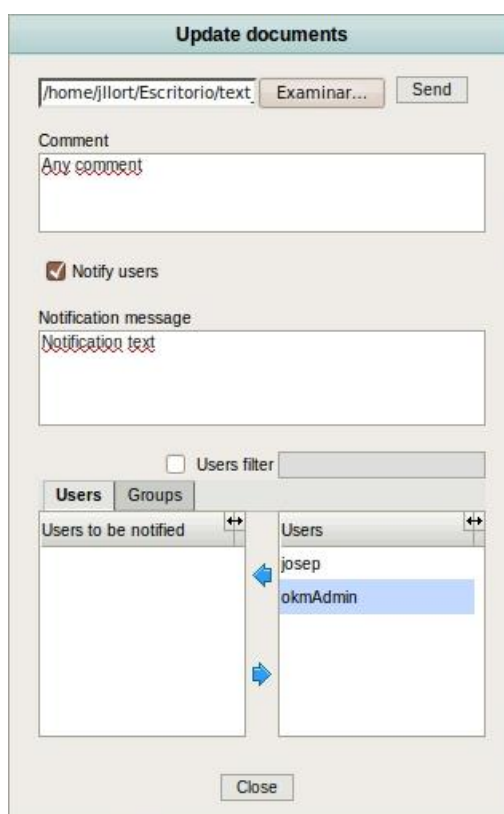 Update documents
/home/jllort/Escritorio/text_ Examinar... Send
Comment
Any comment
Notify users
Notification message
Notification text
Users filter
Users Groups
Users to be notified Users
josep
okmAdmin
Close